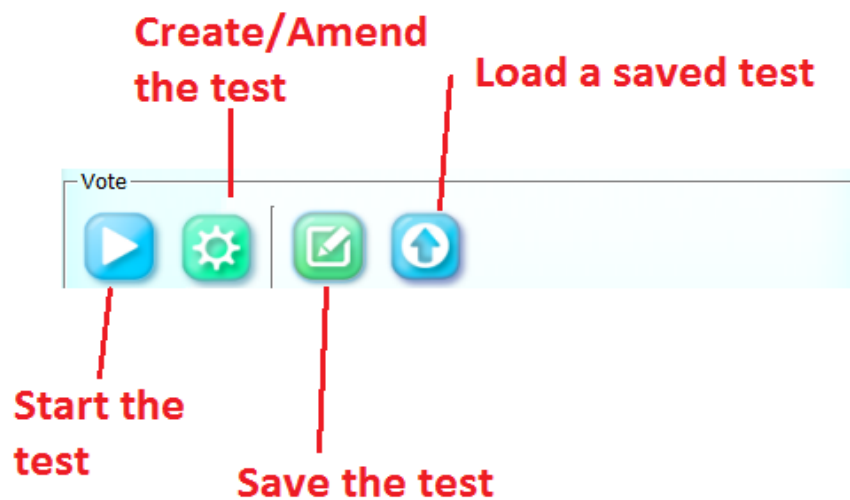 Create/Amend
the test
Load a saved test
Vote
Start the
test
Save the test